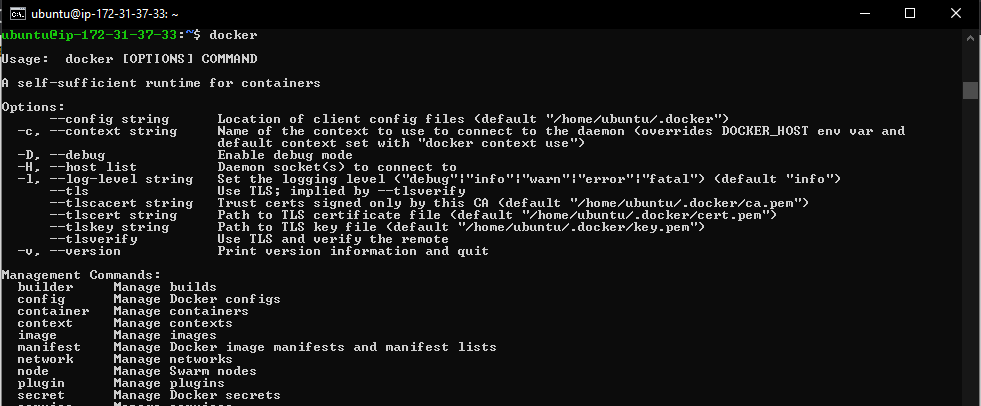 ubuntu@ip-172-31-37-33: ~
ubuntu@ip-172-31-37-33:~$ docker
Usage:  docker [OPTIONS] COMMAND
A self-sufficient runtime for containers
Options:
      --config string      Location of client config files (default "/home/ubuntu/.docker")
  -c, --context string     Name of the context to use to connect to the daemon (overrides DOCKER_HOST env var and
                           default context set with "docker context use")
  -D, --debug              Enable debug mode
  -H, --host list          Daemon socket(s) to connect to
  -l, --log-level string   Set the logging level ("debug"|"info"|"warn"|"error"|"fatal") (default "info")
      --tls                Use TLS; implied by --tlsverify
      --tlscacert string   Trust certs signed only by this CA (default "/home/ubuntu/.docker/ca.pem")
      --tlscert string     Path to TLS certificate file (default "/home/ubuntu/.docker/cert.pem")
      --tlskey string      Path to TLS key file (default "/home/ubuntu/.docker/key.pem")
      --tlsverify          Use TLS and verify the remote
  -v, --version            Print version information and quit
Management Commands:
  builder     Manage builds
  config      Manage Docker configs
  container   Manage containers
  context     Manage contexts
  image       Manage images
  manifest    Manage Docker image manifests and manifest lists
  network     Manage networks
  node        Manage Swarm nodes
  plugin      Manage plugins
  secret      Manage Docker secrets